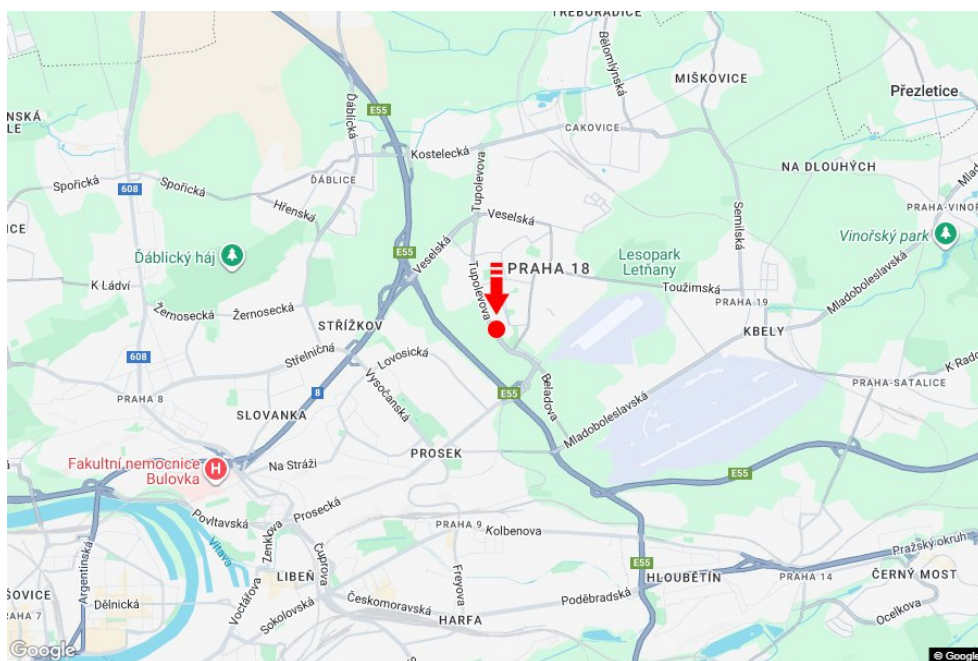 TŘEBORADICE
Bělomlýnská
MIŠKOVICE
Přezletice
E55
Ďáblická
NSKÁ
LE
CAKOVICE
Kostelecká
NA DLOUHÝCH
ĎÁBLICE
Spořická
608
Spořická
Tupolevova
Semilská
PRAHA-VINOŘ
Hřenská
Veselská
ICE
E55
Veselská
Vinořský park
Ďáblický háj
Lesopark
Letňany
PRAHA 18
Tupolevova
Toužimská
K Ládví
Mladoboleslavská
Žernosecká
Žernosecká
PRAHA 19
STŘÍŽKOV
KBELY
Střelničná
Lovosická
608
K Rado
PRAHA-SATALICE
Vysočanská
Beladova
PRAHA 8
8
E55
SLOVANKA
Mladoboleslavská
PROSEK
Fakultní nemocnice
Bulovka
H
Na Stráži
E55
Prosecká
Povltavská
PRAHA 9
Kolbenova
Vltava
Zenklova
Čuprova
Pražský okruh
Argentinská
Freyova
E55
LIBEŇ
HLOUBĚTÍN
PRAHA 14
ČERNÝ MOST
Voctářova
Českomoravská
Poděbradská
ŠOVICE
Dělnická
Sokolovská
HARFA
Ocelkova
RAHA 7
Google
© Google